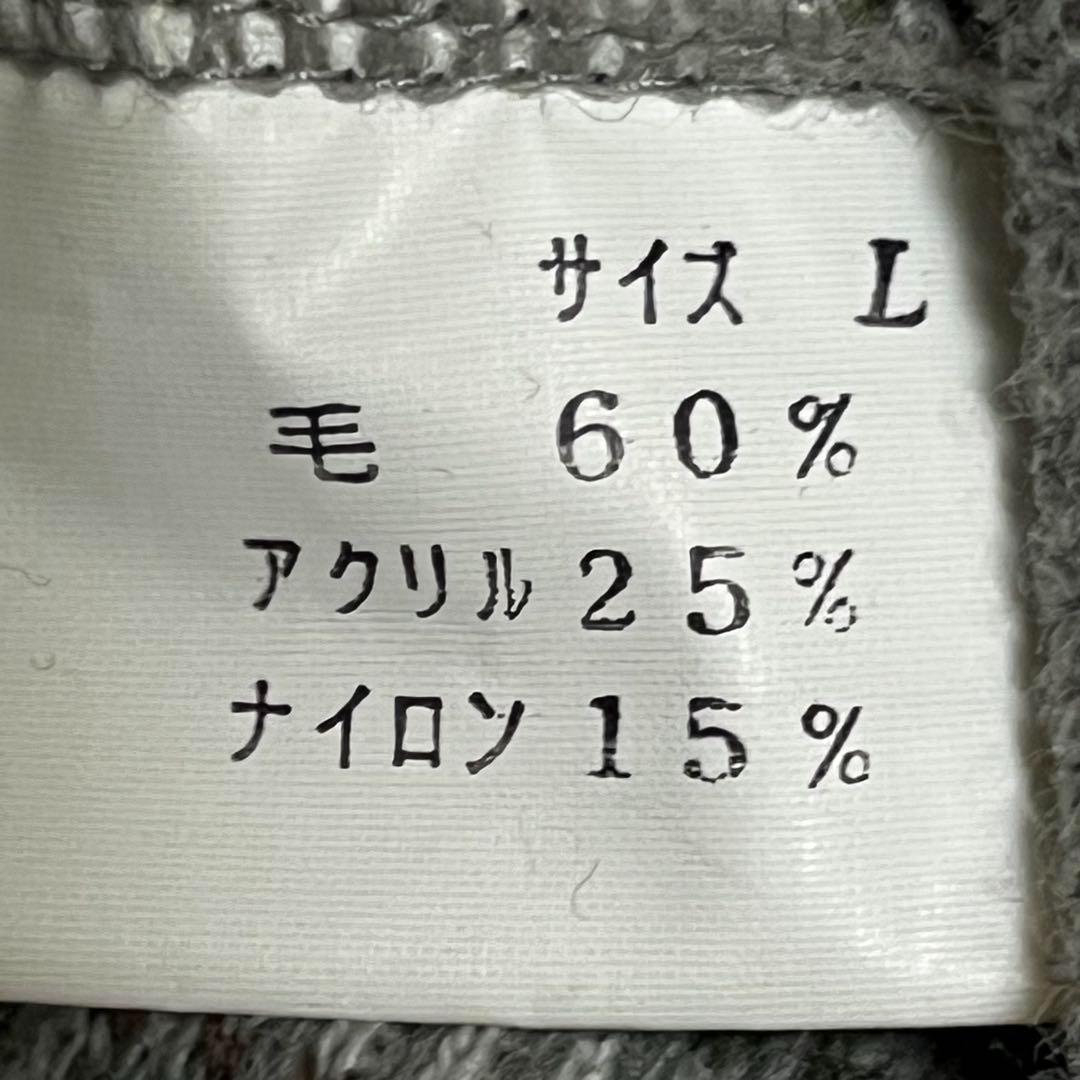 サイズ L
毛 60%
アクリル 25%
ナイロン 15%